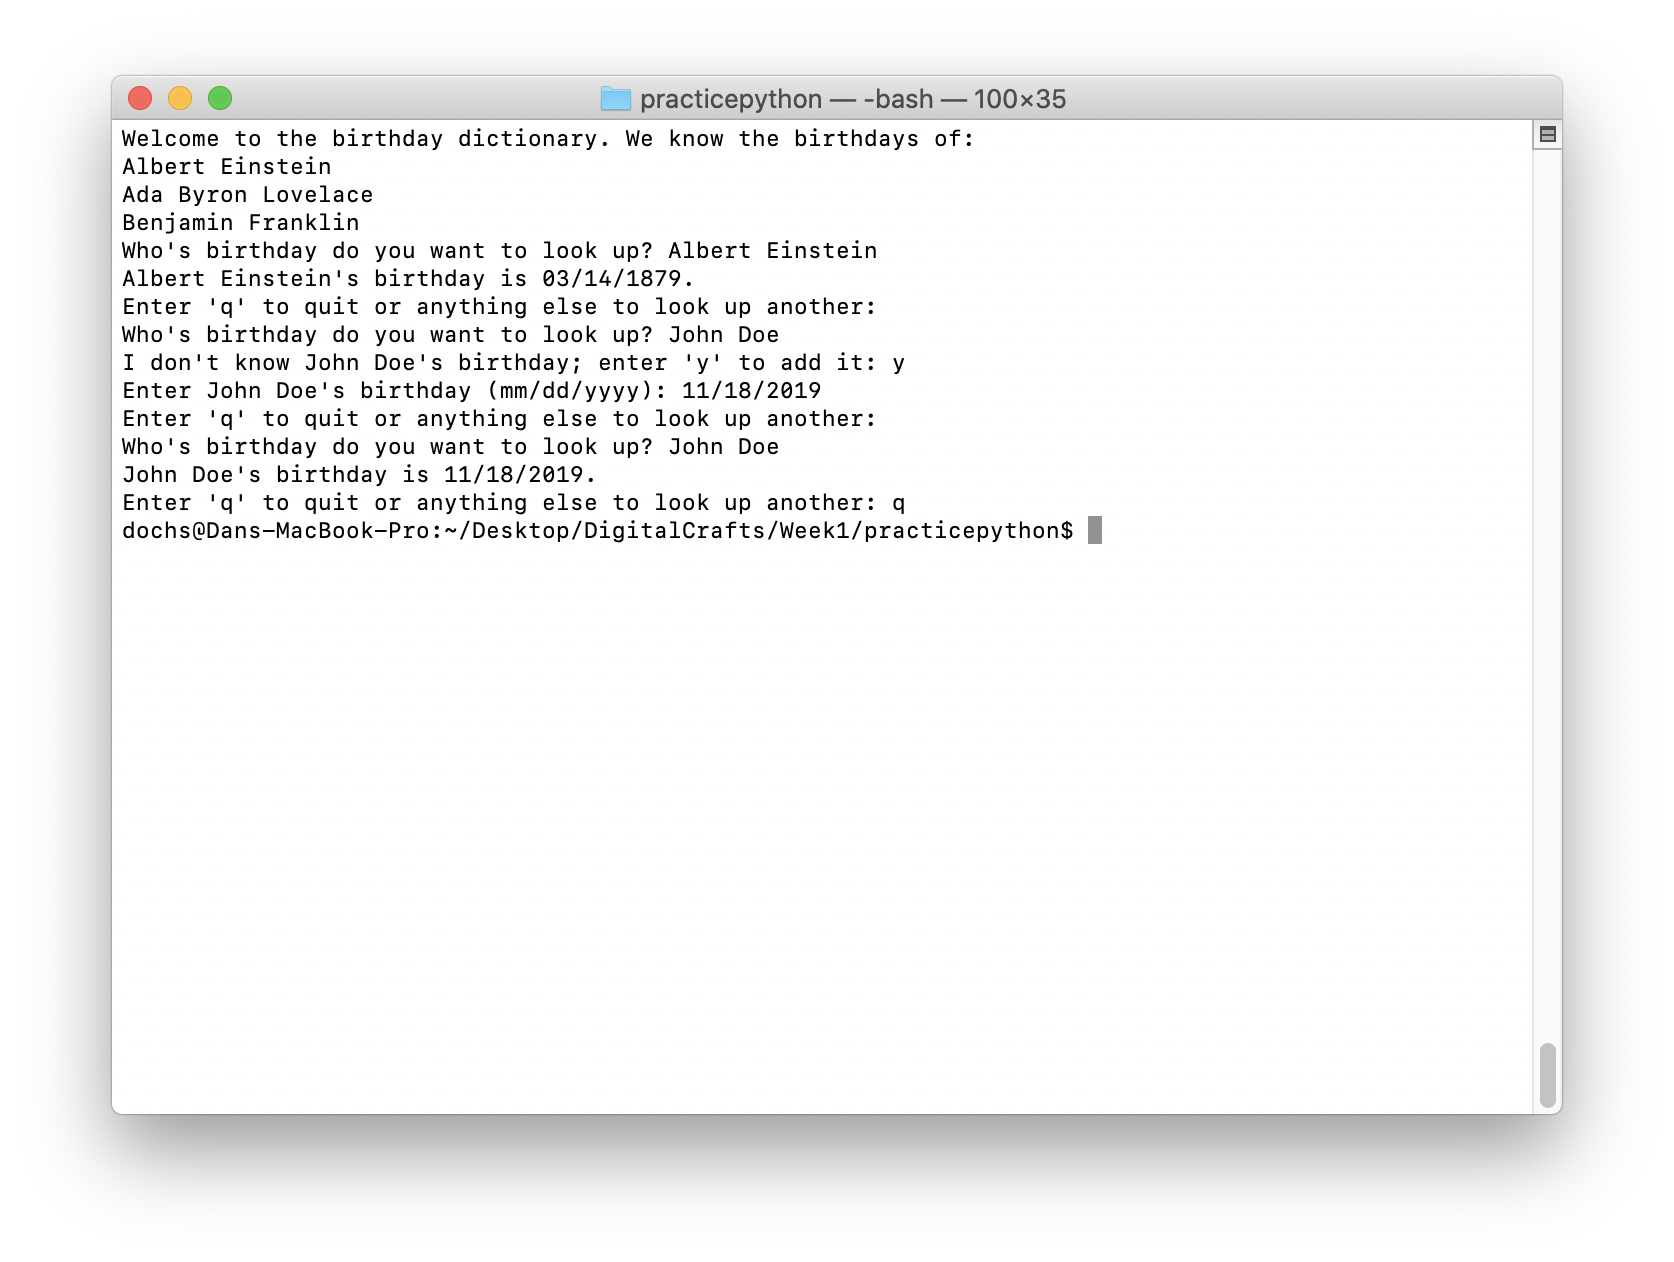 practicepython — -bash — 100×35
Welcome to the birthday dictionary. We know the birthdays of:
Albert Einstein
Ada Byron Lovelace
Benjamin Franklin
Who's birthday do you want to look up? Albert Einstein
Albert Einstein's birthday is 03/14/1879.
Enter 'q' to quit or anything else to look up another:
Who's birthday do you want to look up? John Doe
I don't know John Doe's birthday; enter 'y' to add it: y
Enter John Doe's birthday (mm/dd/yyyy): 11/18/2019
Enter 'q' to quit or anything else to look up another:
Who's birthday do you want to look up? John Doe
John Doe's birthday is 11/18/2019.
Enter 'q' to quit or anything else to look up another: q
dochs@Dans-MacBook-Pro:~/Desktop/DigitalCrafts/Week1/practicepython$